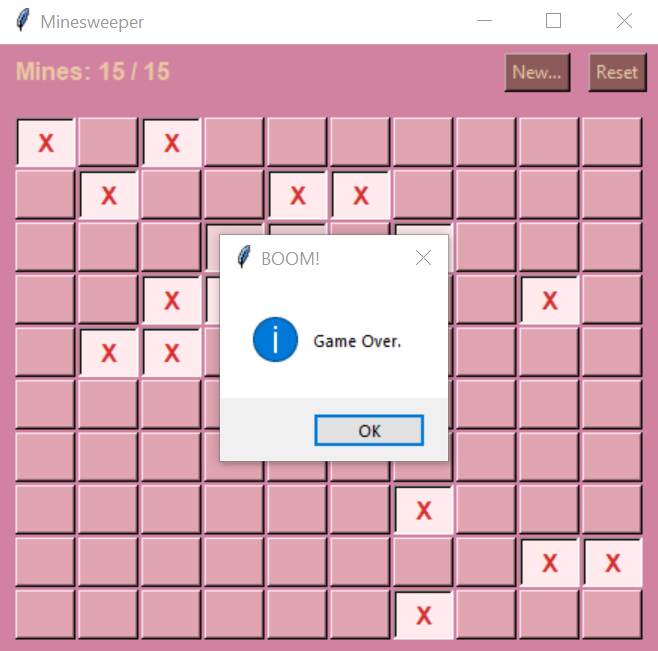 Minesweeper
Mines: 15 / 15
New...
Reset
X X
X X X
BOOM!
X X
Game Over.
X X
OK
X
X X
X